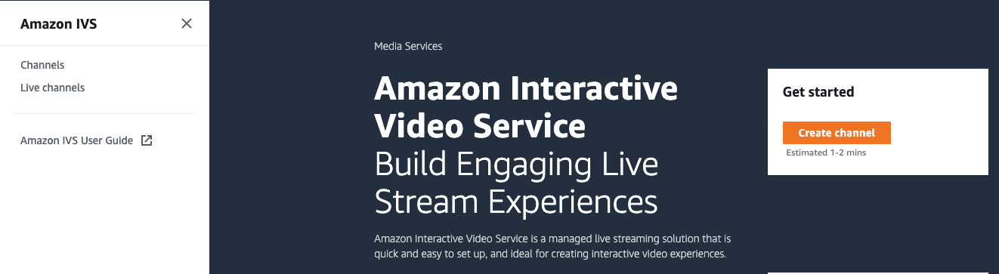 Amazon IVS
Channels
Live channels
Amazon IVS User Guide
Media Services
Amazon Interactive
Video Service
Build Engaging Live
Stream Experiences
Amazon Interactive Video Service is a managed live streaming solution that is
quick and easy to set up, and ideal for creating interactive video experiences.
Get started
Create channel
Estimated 1-2 mins